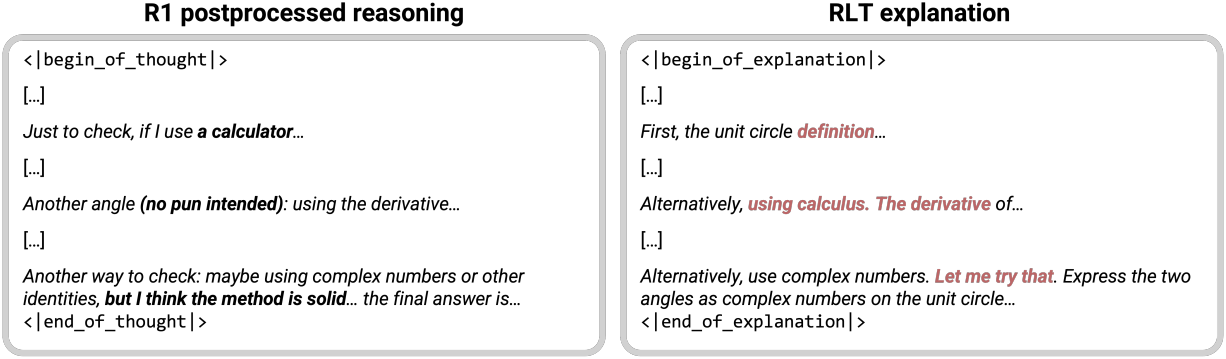 R1 postprocessed reasoning
<|begin_of_thought|>
[...]
Just to check, if I use a calculator...
[...]
Another angle (no pun intended): using the derivative...
[...]
Another way to check: maybe using complex numbers or other
identities, but I think the method is solid... the final answer is...
<|end_of_thought|>
RLT explanation
<|begin_of_explanation|>
[...]
First, the unit circle definition...
[...]
Alternatively, using calculus. The derivative of...
[...]
Alternatively, use complex numbers. Let me try that. Express the two
angles as complex numbers on the unit circle...
<|end_of_explanation|>